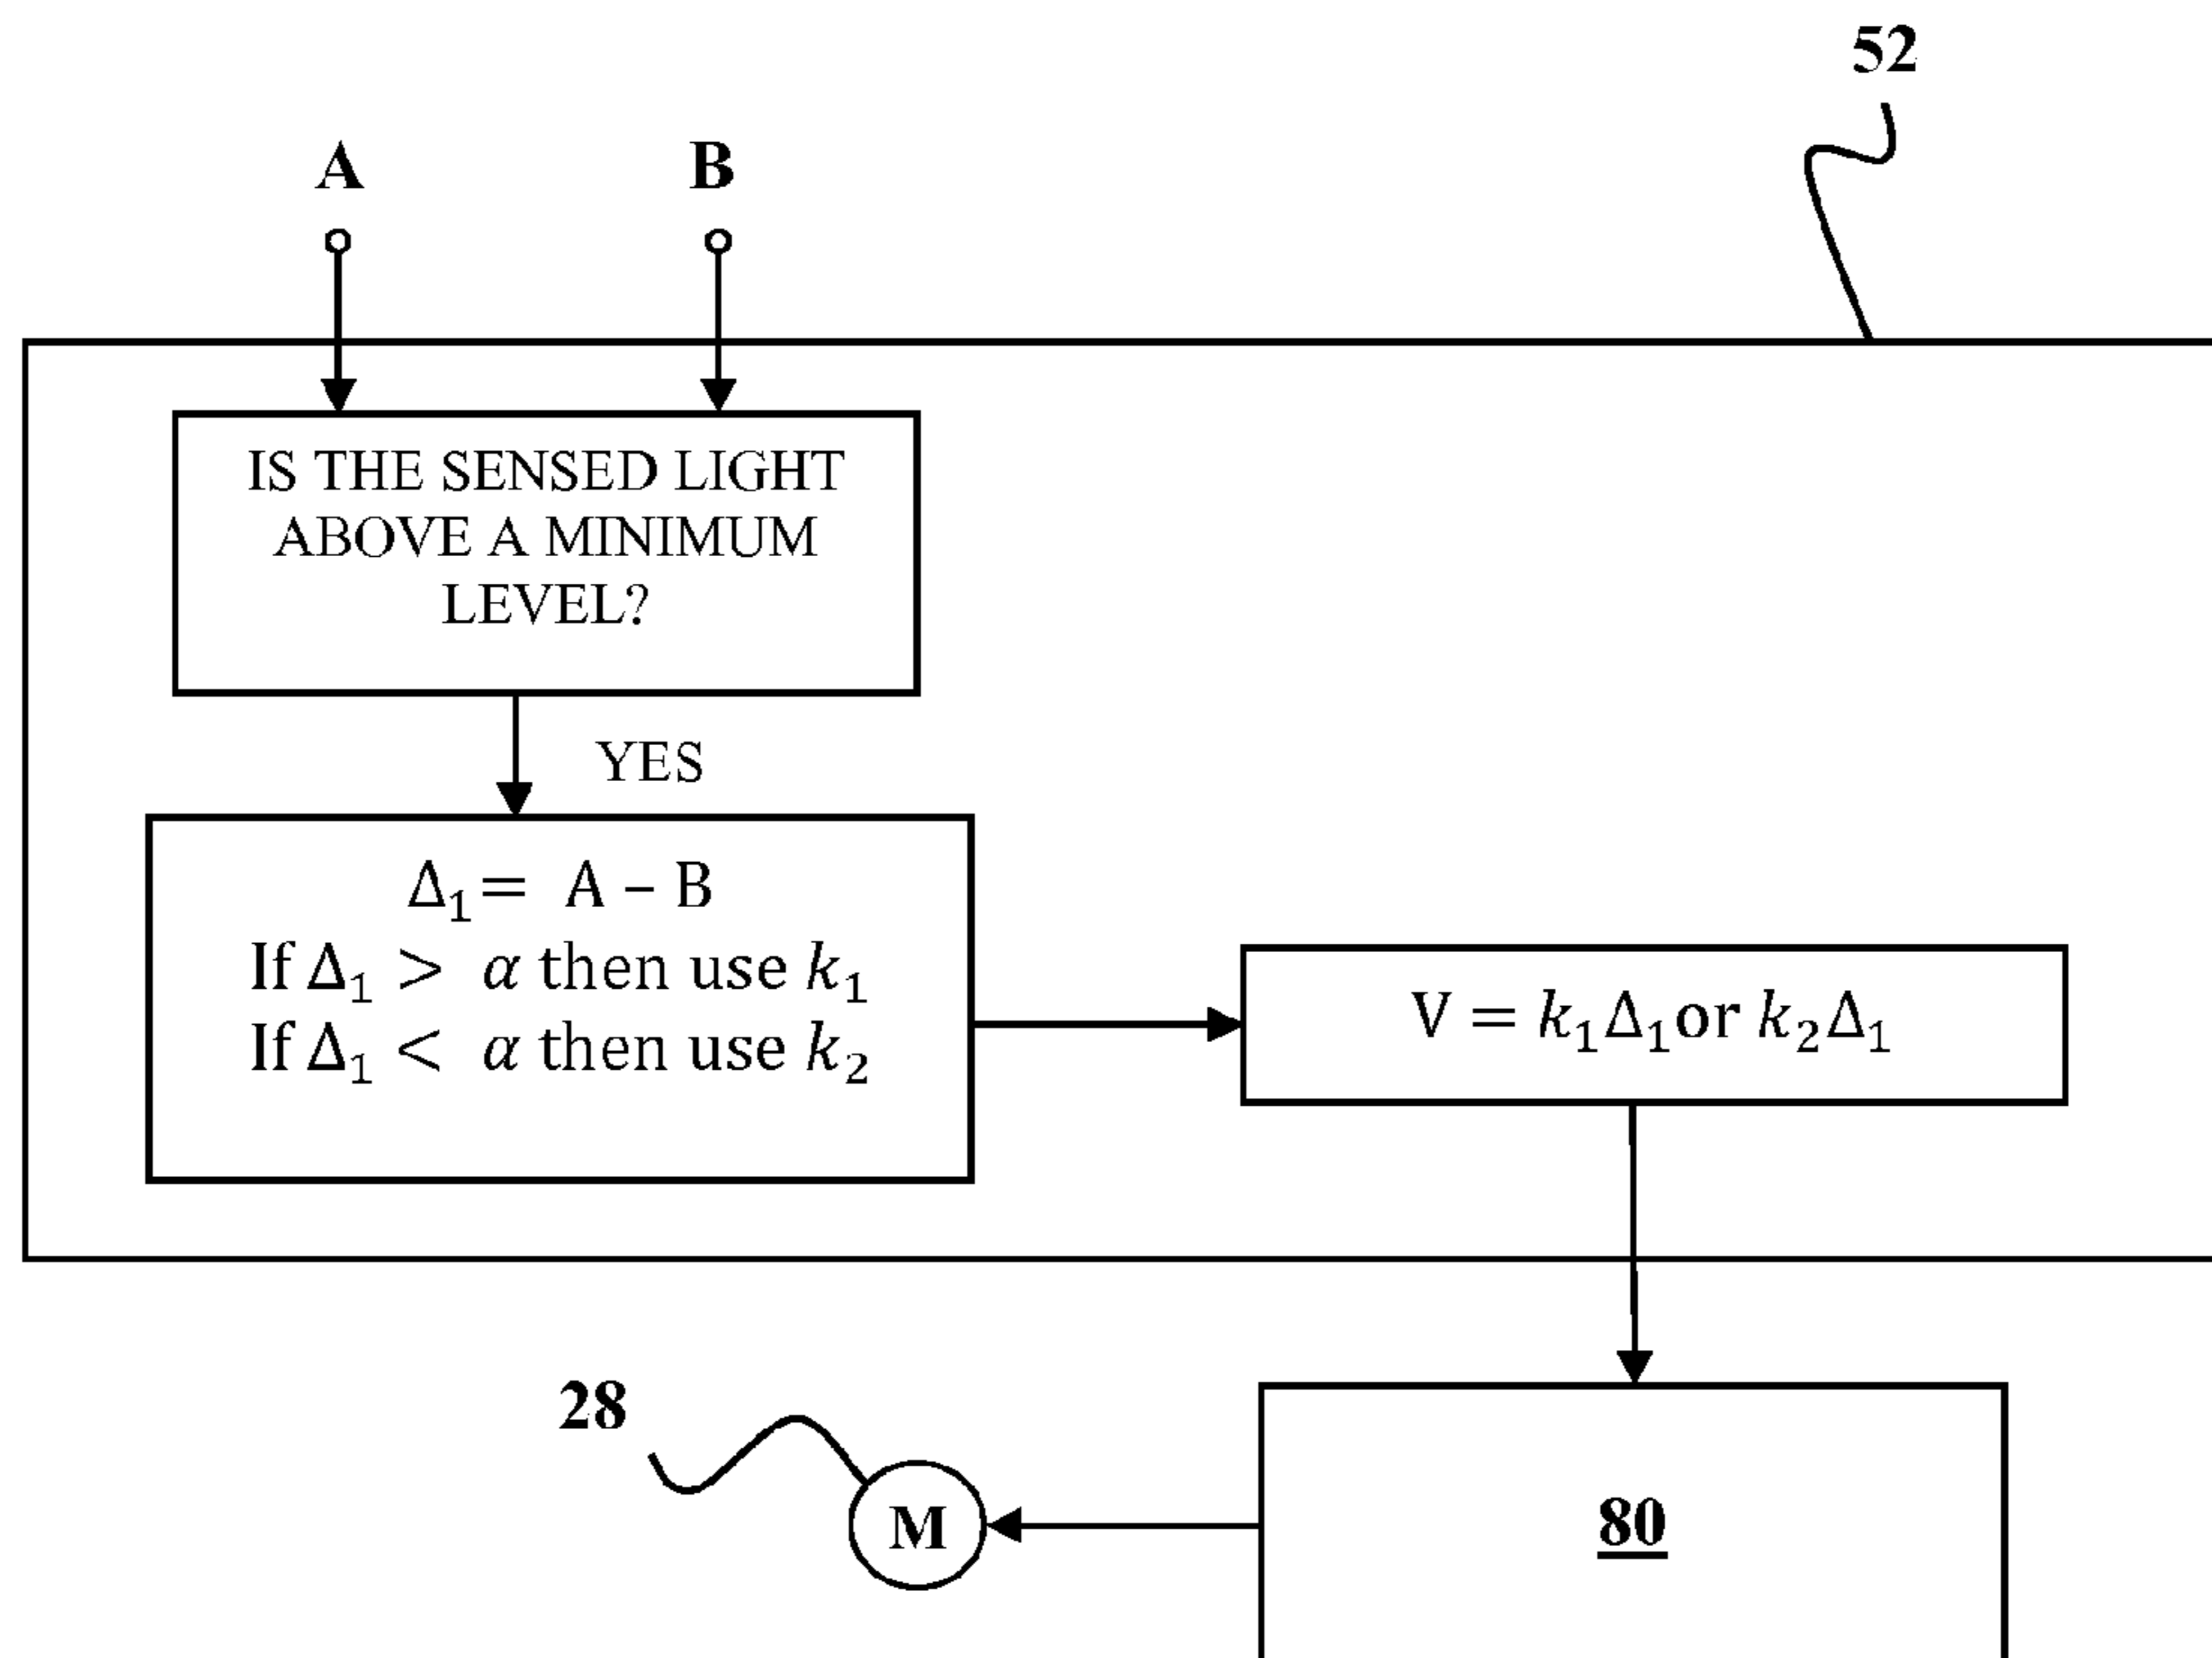 52
A B
IS THE SENSED LIGHT
ABOVE A MINIMUM
LEVEL?
YES
Δ₁ = A – B
If Δ₁ > α then use k₁
If Δ₁ < α then use k₂
V = k₁Δ₁ or k₂Δ₁
28
M
80